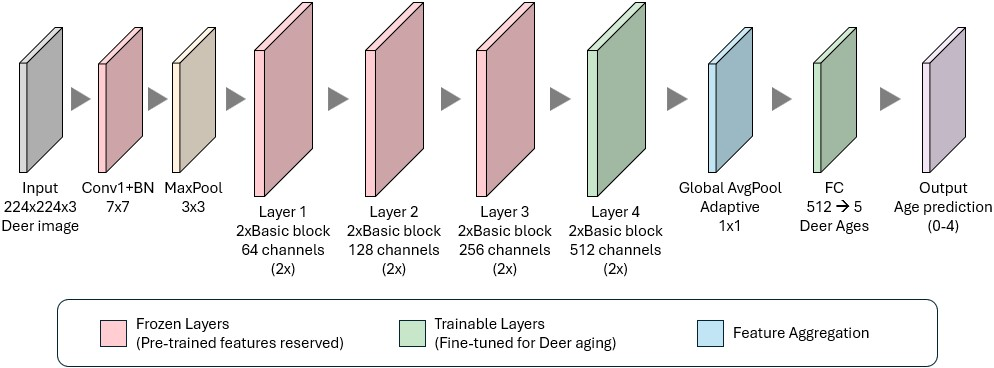 Input
224x224x3
Deer image
Conv1+BN
7x7
MaxPool
3x3
Layer 1
2xBasic block
64 channels
(2x)
Layer 2
2xBasic block
128 channels
(2x)
Layer 3
2xBasic block
256 channels
(2x)
Layer 4
2xBasic block
512 channels
(2x)
Global AvgPool
Adaptive
1x1
FC
512 → 5
Deer Ages
Output
Age prediction
(0-4)
Frozen Layers
(Pre-trained features reserved)
Trainable Layers
(Fine-tuned for Deer aging)
Feature Aggregation